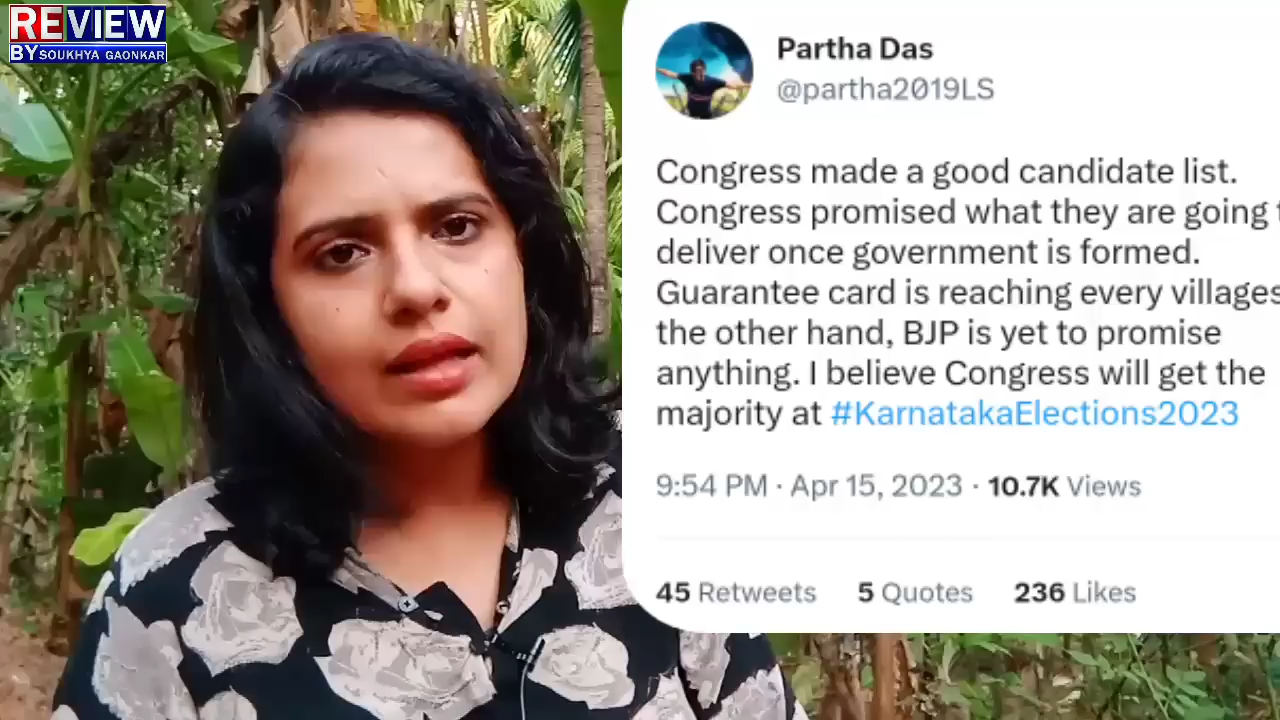 REVIEW
BY SOUKHYA GAONKAR
Partha Das
@partha2019LS
Congress made a good candidate list.
Congress promised what they are going
deliver once government is formed.
Guarantee card is reaching every villages
the other hand, BJP is yet to promise
anything. I believe Congress will get the
majority at #KarnatakaElections2023
9:54 PM · Apr 15, 2023 · 10.7K Views
45 Retweets 5 Quotes 236 Likes